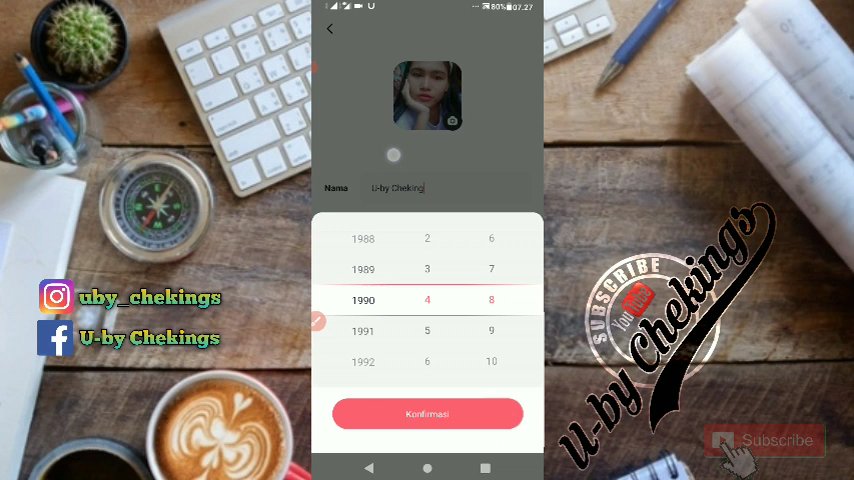 80% 07.27
Nama U-by Cheking
1988 2 6
1989 3 7
1990 4 8
1991 5 9
1992 6 10
Konfirmasi
uby_chekings
U-by Chekings
SUBSCRIBE
YouTube
U-by Chekings
Subscribe